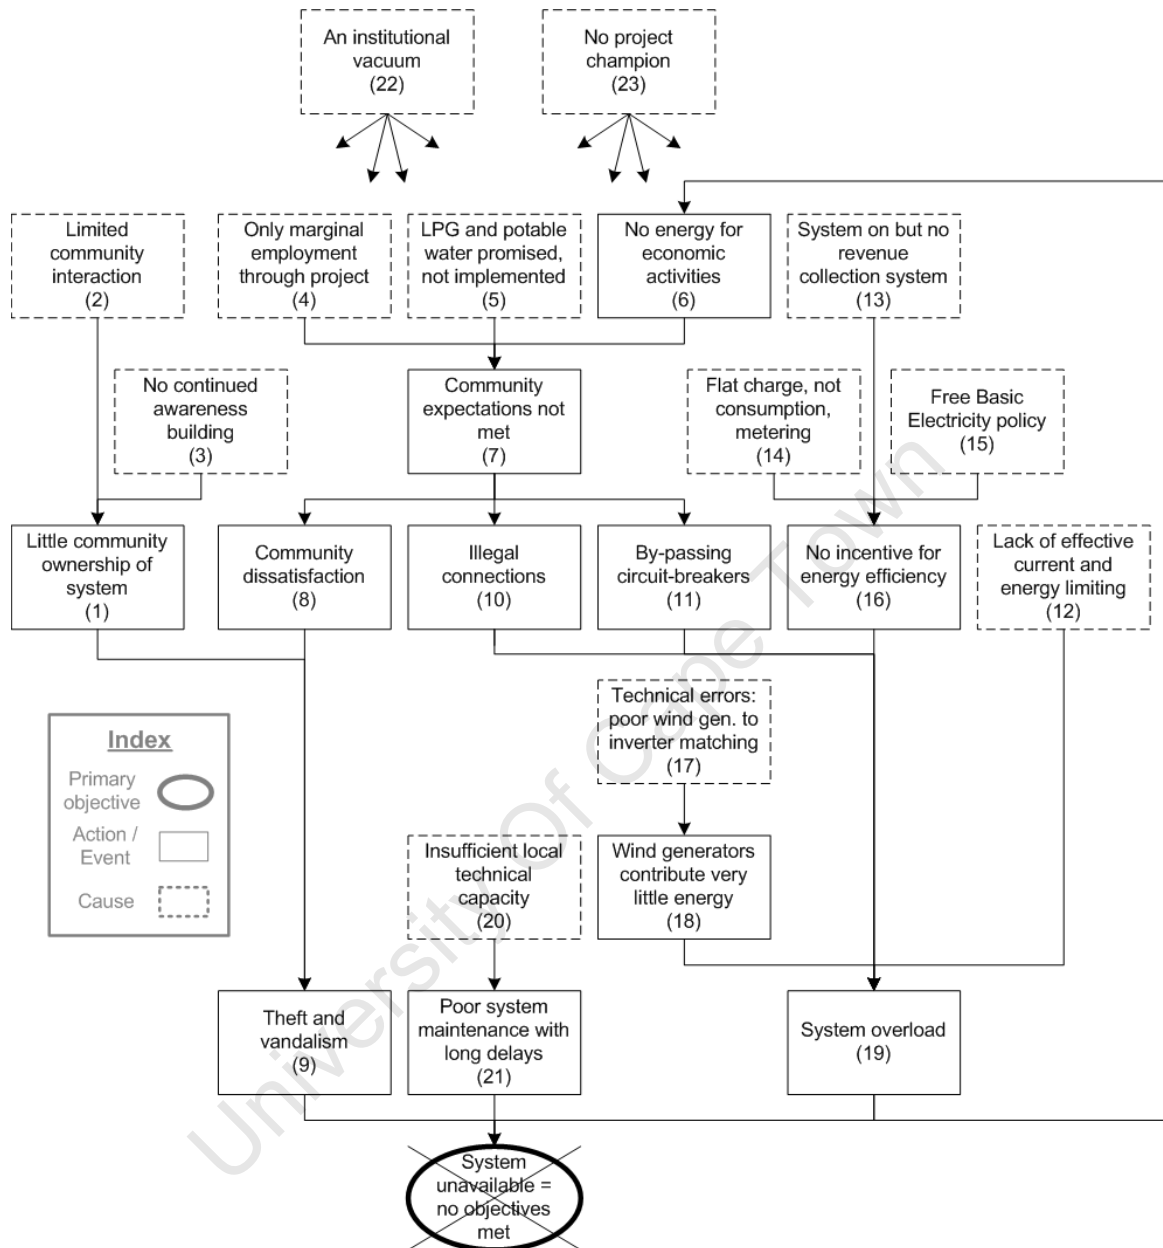 An institutional
vacuum
(22)
No project
champion
(23)
Limited
community
interaction
(2)
Only marginal
employment
through project
(4)
LPG and potable
water promised,
not implemented
(5)
No energy for
economic
activities
(6)
System on but no
revenue
collection system
(13)
No continued
awareness
building
(3)
Community
expectations not
met
(7)
Flat charge, not
consumption,
metering
(14)
Free Basic
Electricity policy
(15)
Little community
ownership of
system
(1)
Community
dissatisfaction
(8)
Illegal
connections
(10)
By-passing
circuit-breakers
(11)
No incentive for
energy efficiency
(16)
Lack of effective
current and
energy limiting
(12)
Technical errors:
poor wind gen. to
inverter matching
(17)
Index
Primary
objective
Action /
Event
Cause
Insufficient local
technical
capacity
(20)
Wind generators
contribute very
little energy
(18)
Theft and
vandalism
(9)
Poor system
maintenance with
long delays
(21)
System overload
(19)
System
unavailable =
no objectives
met
University Of Cape Town